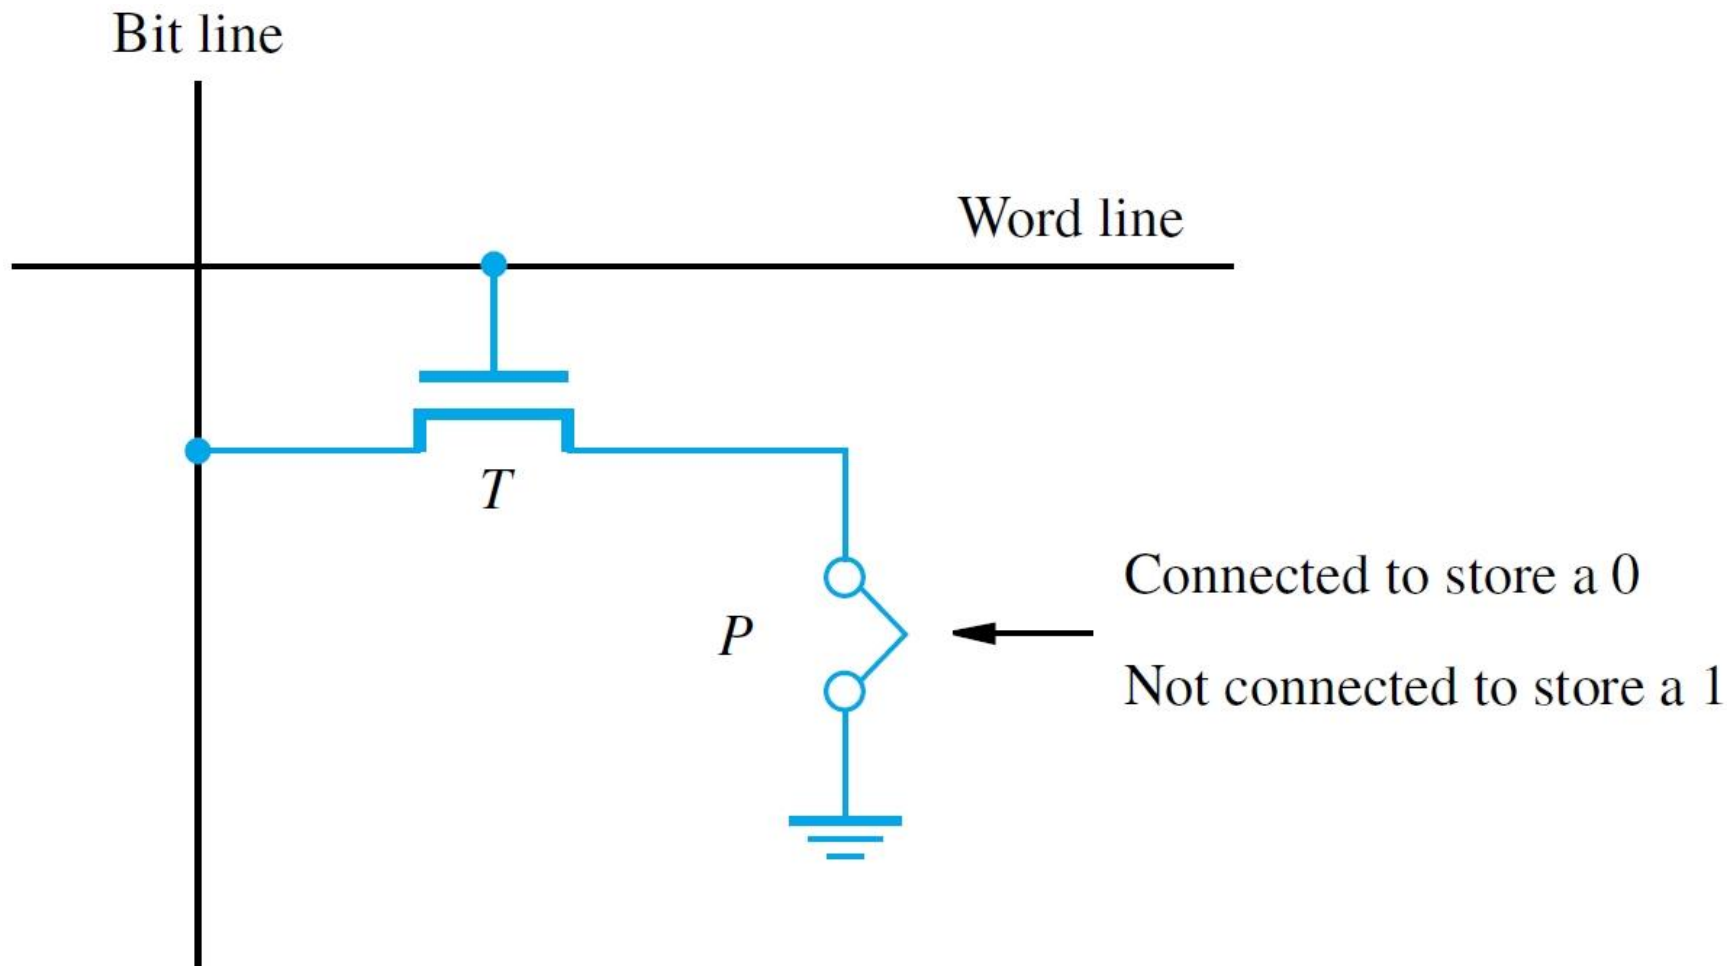 Bit line
Word line
T
Connected to store a 0
P
Not connected to store a 1